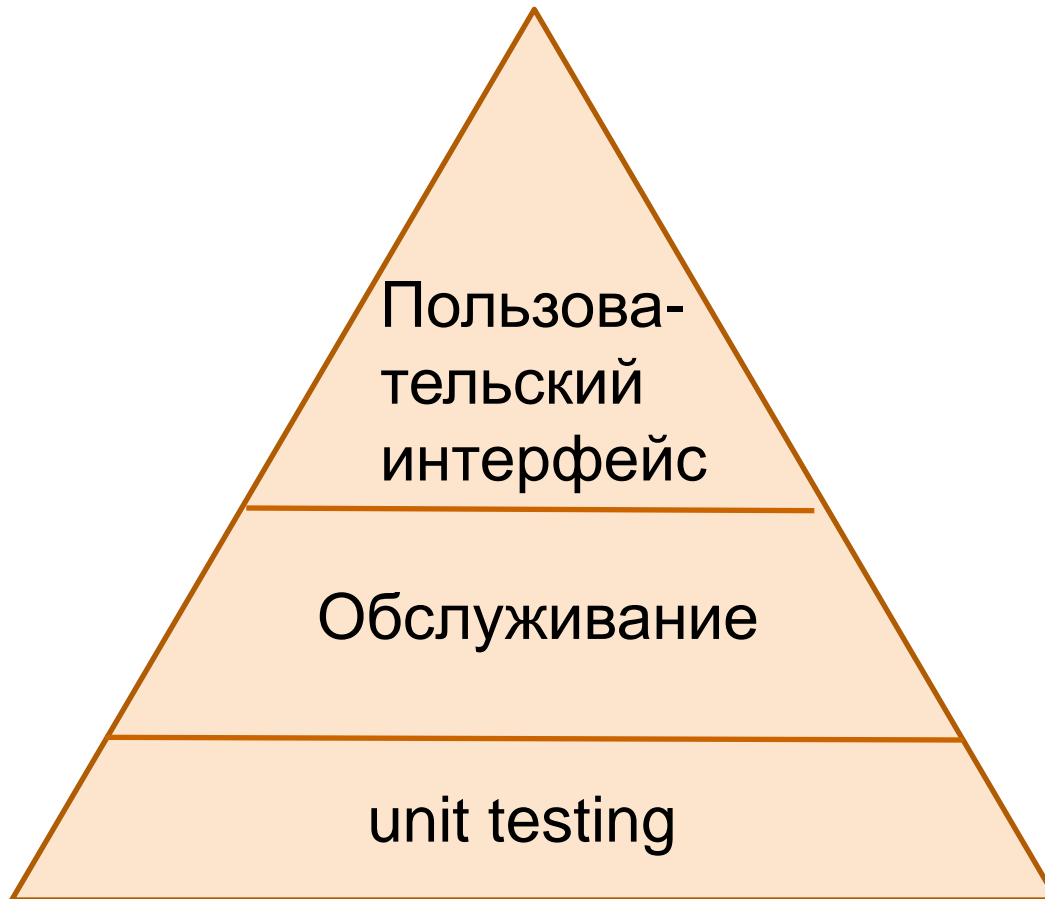 Пользова-
тельский
интерфейс
Обслуживание
unit testing